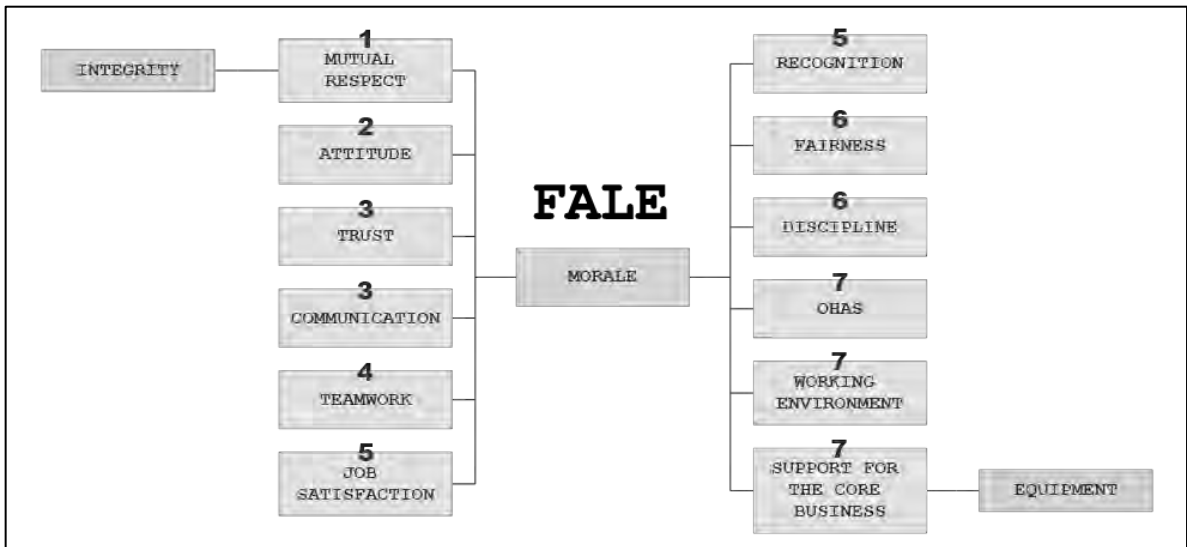 INTEGRITY
1
MUTUAL
RESPECT
2
ATTITUDE
3
TRUST
3
COMMUNICATION
4
TEAMWORK
5
JOB
SATISFACTION
FALE
MORALE
5
RECOGNITION
6
FAIRNESS
6
DISCIPLINE
7
OHAS
7
WORKING
ENVIRONMENT
7
SUPPORT FOR
THE CORE
BUSINESS
EQUIPMENT